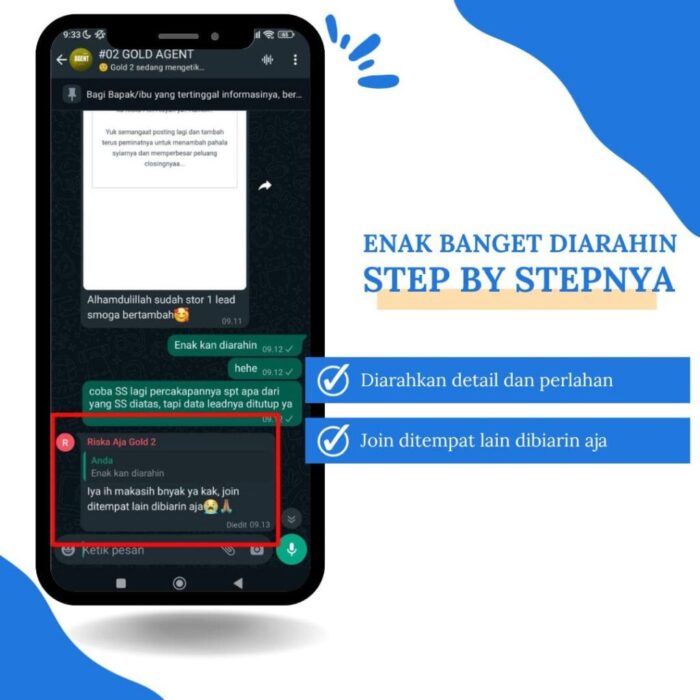 9:33
#02 GOLD AGENT
Gold 2 sedang mengetik...
Bagi Bapak/ibu yang tertinggal informasinya, ber...
Yuk semangaat posting lagi dan tambah
terus peminatnya untuk menambah pahala
syiarnya dan memperbesar peluang
closingnyaa...
Alhamdulillah sudah stor 1 lead
smoga bertambah🥰
09.11
Enak kan diarahin 09.12
hehe 09.12
coba SS lagi percakapannya spt apa dari
yang SS diatas, tapi data leadnya ditutup ya
R
Riska Aja Gold 2
Anda
Enak kan diarahin
Iya ih makasih bnyak ya kak, join
ditempat lain dibiarin aja😭🙏🏽
Diedit 09.13
Ketik pesan
ENAK BANGET DIARAHIN
STEP BY STEPNYA
Diarahkan detail dan perlahan
Join ditempat lain dibiarin aja